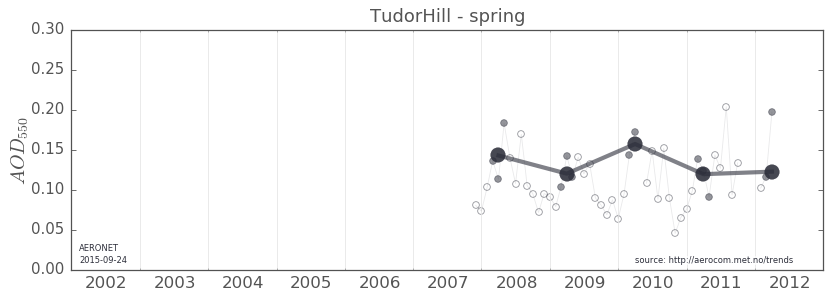 TudorHill - spring
0.30
0.25
0.20
0.15
0.10
0.05
0.00
AOD550
AERONET
2015-09-24
source: http://aerocom.met.no/trends
2002 2003 2004 2005 2006 2007 2008 2009 2010 2011 2012